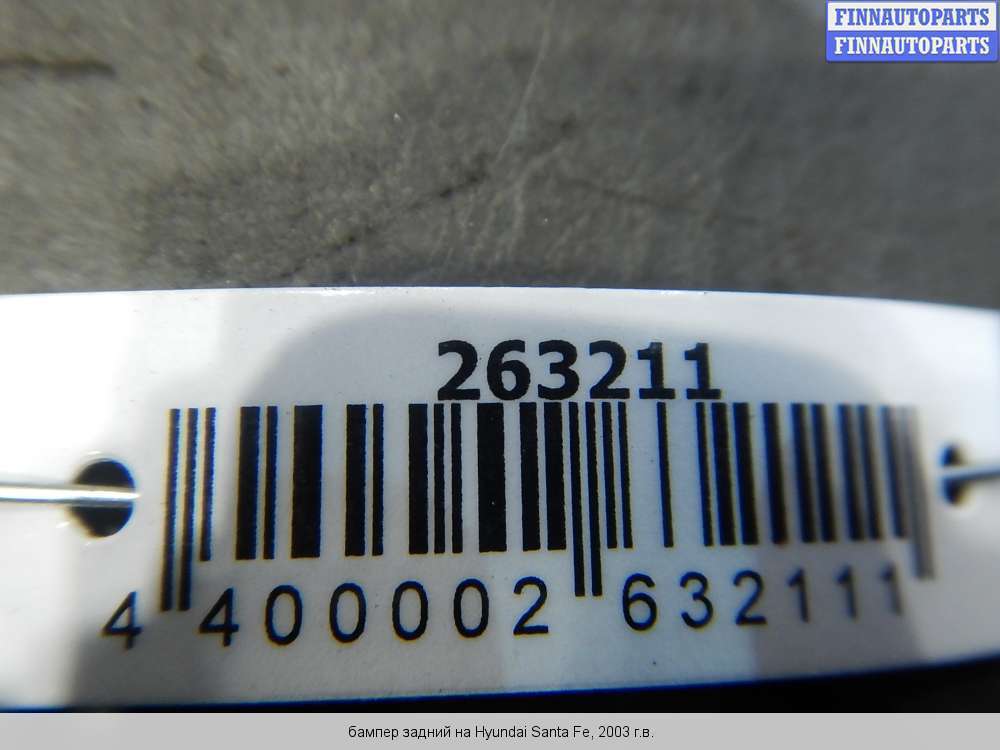 FINNAUTOPARTS
FINNAUTOPARTS
263211
4 400002 632111
бампер задний на Hyundai Santa Fe, 2003 г.в.